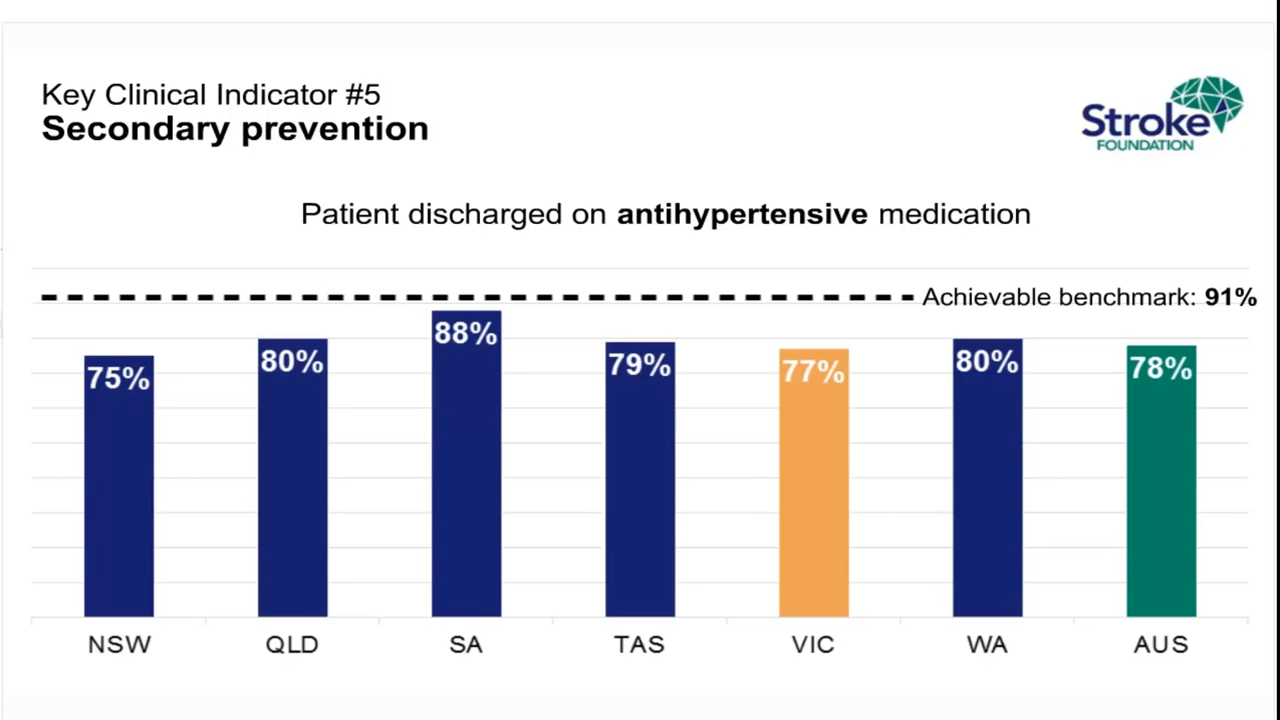 Key Clinical Indicator #5
Secondary prevention
Stroke
FOUNDATION
Patient discharged on antihypertensive medication
Achievable benchmark: 91%
75%
80%
88%
79%
77%
80%
78%
NSW
QLD
SA
TAS
VIC
WA
AUS